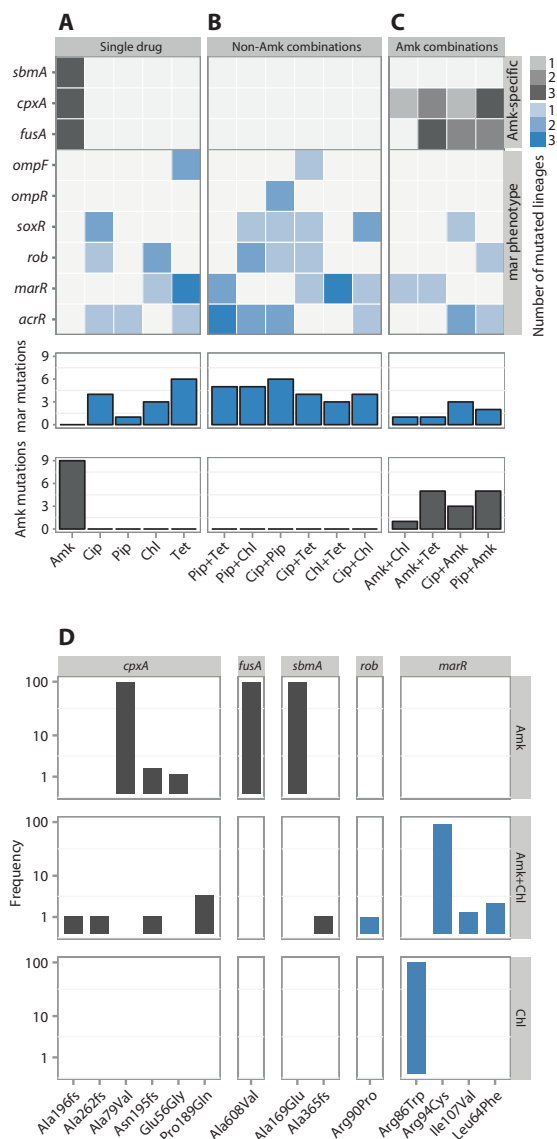 A B C
Single drug Non-Amk combinations Amk combinations
sbmA
cpxA
fusA
ompF
ompR
soxR
rob
marR
acrR
Amk-specific
mar phenotype
1
2
3
1
2
3
Number of mutated lineages
mar mutations
9
6
3
0
Amk mutations
9
6
3
0
Amk Cip Pip Chl Tet Pip+Tet Pip+Chl Cip+Pip Cip+Tet Chl+Tet Cip+Chl Amk+Chl Amk+Tet Cip+Amk Pip+Amk
D
cpxA fusA sbmA rob marR
100
10
1
Amk
Frequency
100
10
1
Amk+Chl
100
10
1
Chl
Ala196fs Ala262fs Ala79Val Asn195fs Glu56Gly Pro189Gln Ala608Val Ala169Glu Ala365fs Arg90Pro Arg86Trp Arg94Cys Ile107Val Leu64Phe